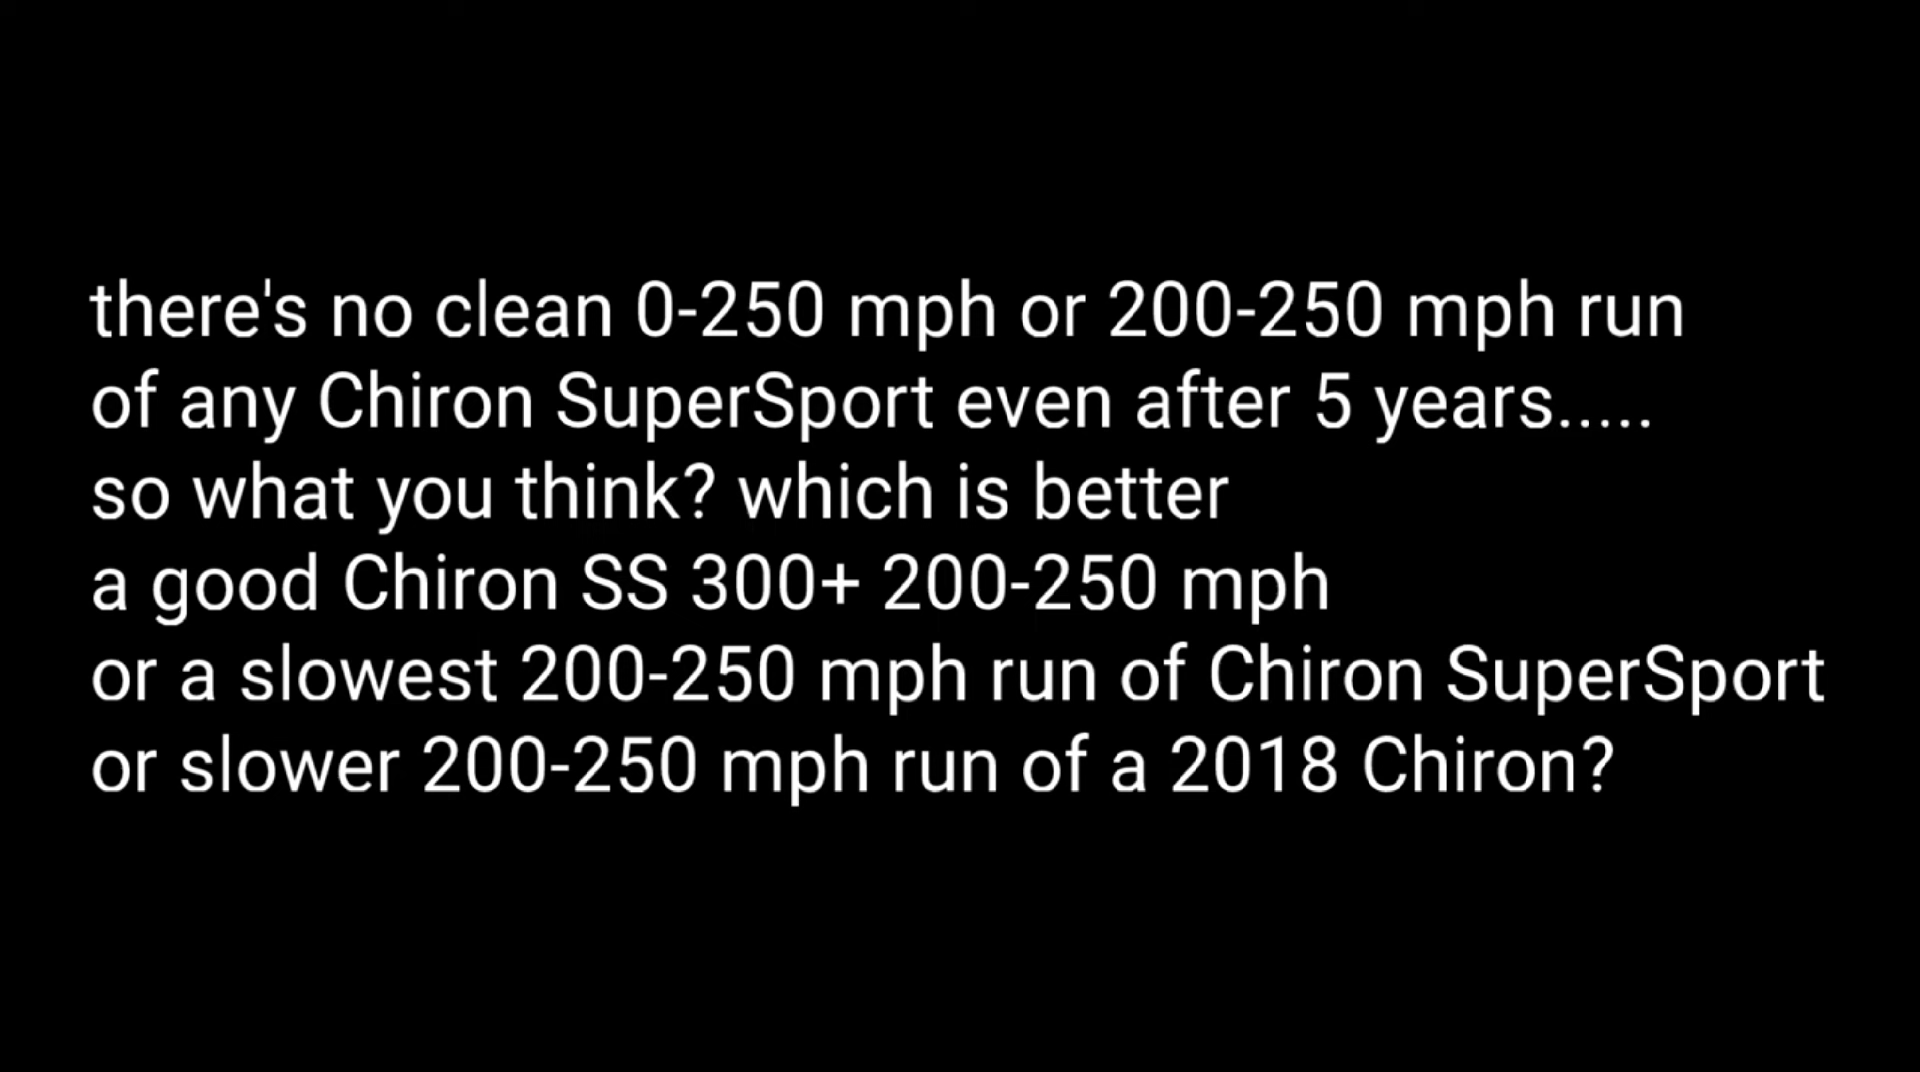 there's no clean 0-250 mph or 200-250 mph run
of any Chiron SuperSport even after 5 years.....
so what you think? which is better
a good Chiron SS 300+ 200-250 mph
or a slowest 200-250 mph run of Chiron SuperSport
or slower 200-250 mph run of a 2018 Chiron?